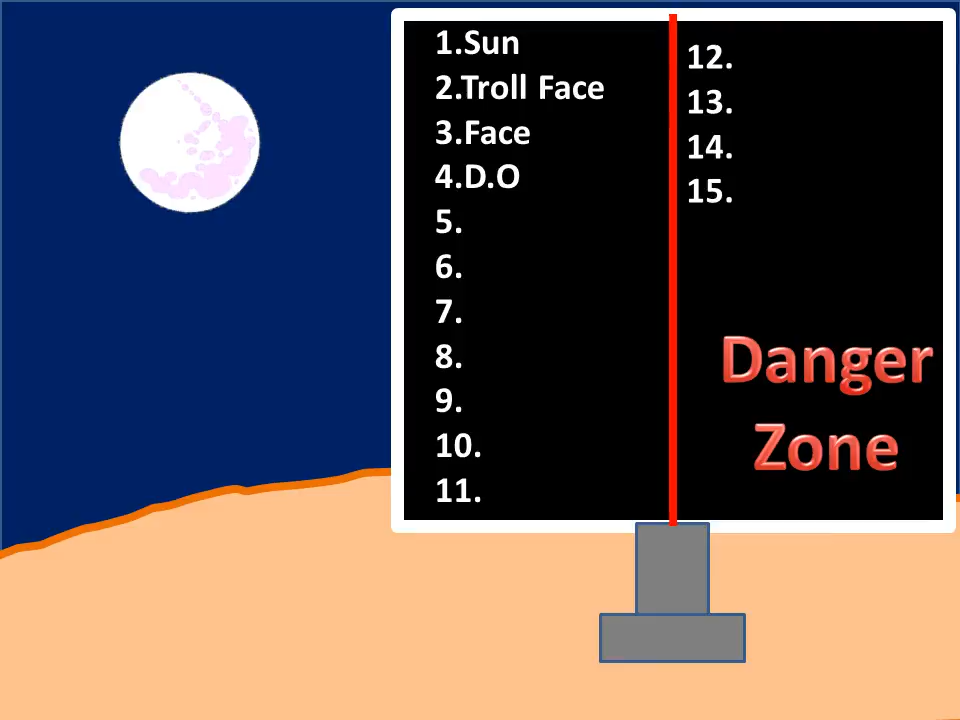 1.Sun
2.Troll Face
3.Face
4.D.O
5.
6.
7.
8.
9.
10.
11.
12.
13.
14.
15.
Danger
Zone